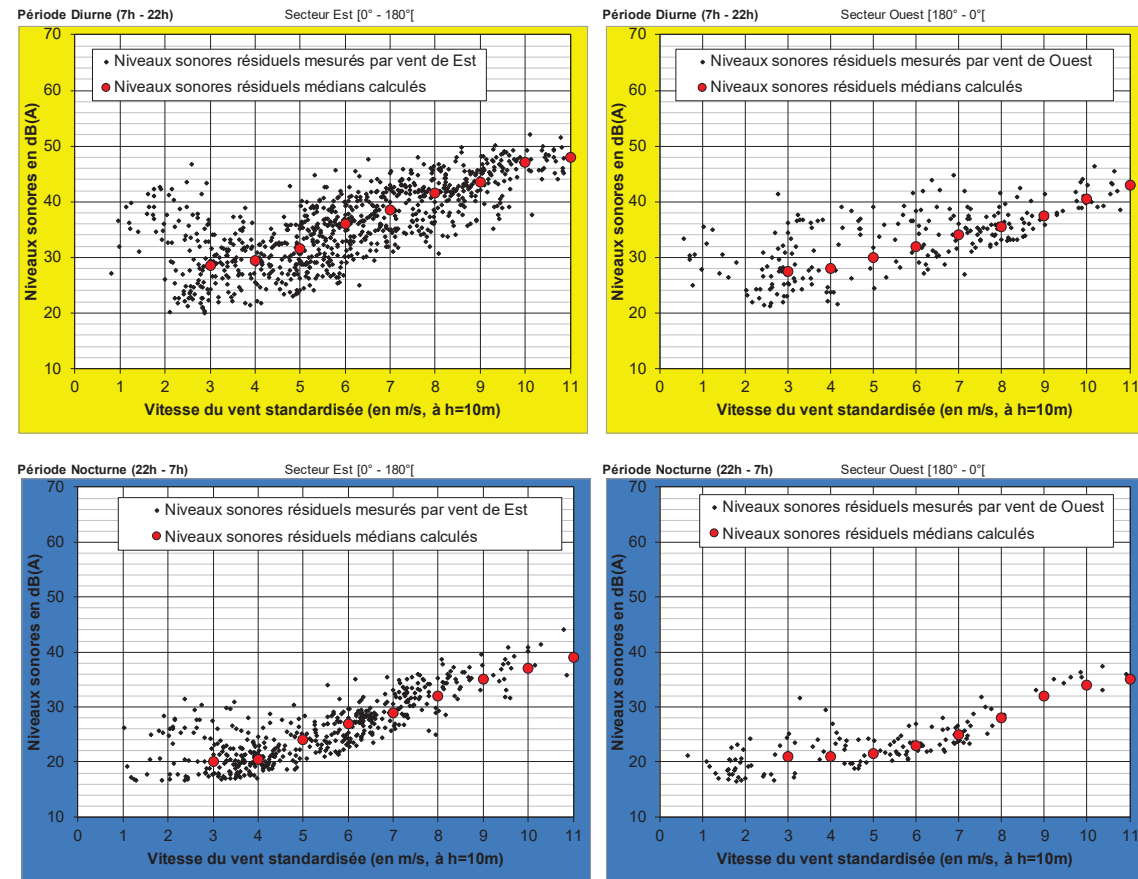 Période Diurne (7h - 22h) Secteur Est [0° - 180°[
70
60
50
40
30
20
10
Niveaux sonores en dB(A)
Niveaux sonores résiduels mesurés par vent de Est
Niveaux sonores résiduels médians calculés
0 1 2 3 4 5 6 7 8 9 10 11
Vitesse du vent standardisée (en m/s, à h=10m)
Période Diurne (7h - 22h) Secteur Ouest [180° - 0°[
70
60
50
40
30
20
10
Niveaux sonores en dB(A)
Niveaux sonores résiduels mesurés par vent de Ouest
Niveaux sonores résiduels médians calculés
0 1 2 3 4 5 6 7 8 9 10 11
Vitesse du vent standardisée (en m/s, à h=10m)
Période Nocturne (22h - 7h) Secteur Est [0° - 180°[
70
60
50
40
30
20
10
Niveaux sonores en dB(A)
Niveaux sonores résiduels mesurés par vent de Est
Niveaux sonores résiduels médians calculés
0 1 2 3 4 5 6 7 8 9 10 11
Vitesse du vent standardisée (en m/s, à h=10m)
Période Nocturne (22h - 7h) Secteur Ouest [180° - 0°[
70
60
50
40
30
20
10
Niveaux sonores en dB(A)
Niveaux sonores résiduels mesurés par vent de Ouest
Niveaux sonores résiduels médians calculés
0 1 2 3 4 5 6 7 8 9 10 11
Vitesse du vent standardisée (en m/s, à h=10m)